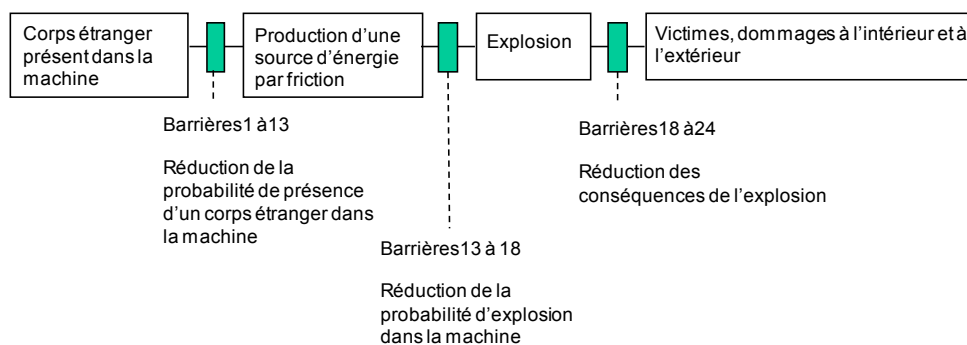 Corps étranger
présent dans la
machine
Production d'une
source d'énergie
par friction
Explosion
Victimes, dommages à l'intérieur et à
l'extérieur
Barrières1 à13
Réduction de la
probabilité de présence
d'un corps étranger dans
la machine
Barrières13 à 18
Réduction de la
probabilité d'explosion
dans la machine
Barrières18 à24
Réduction des
conséquences de l'explosion